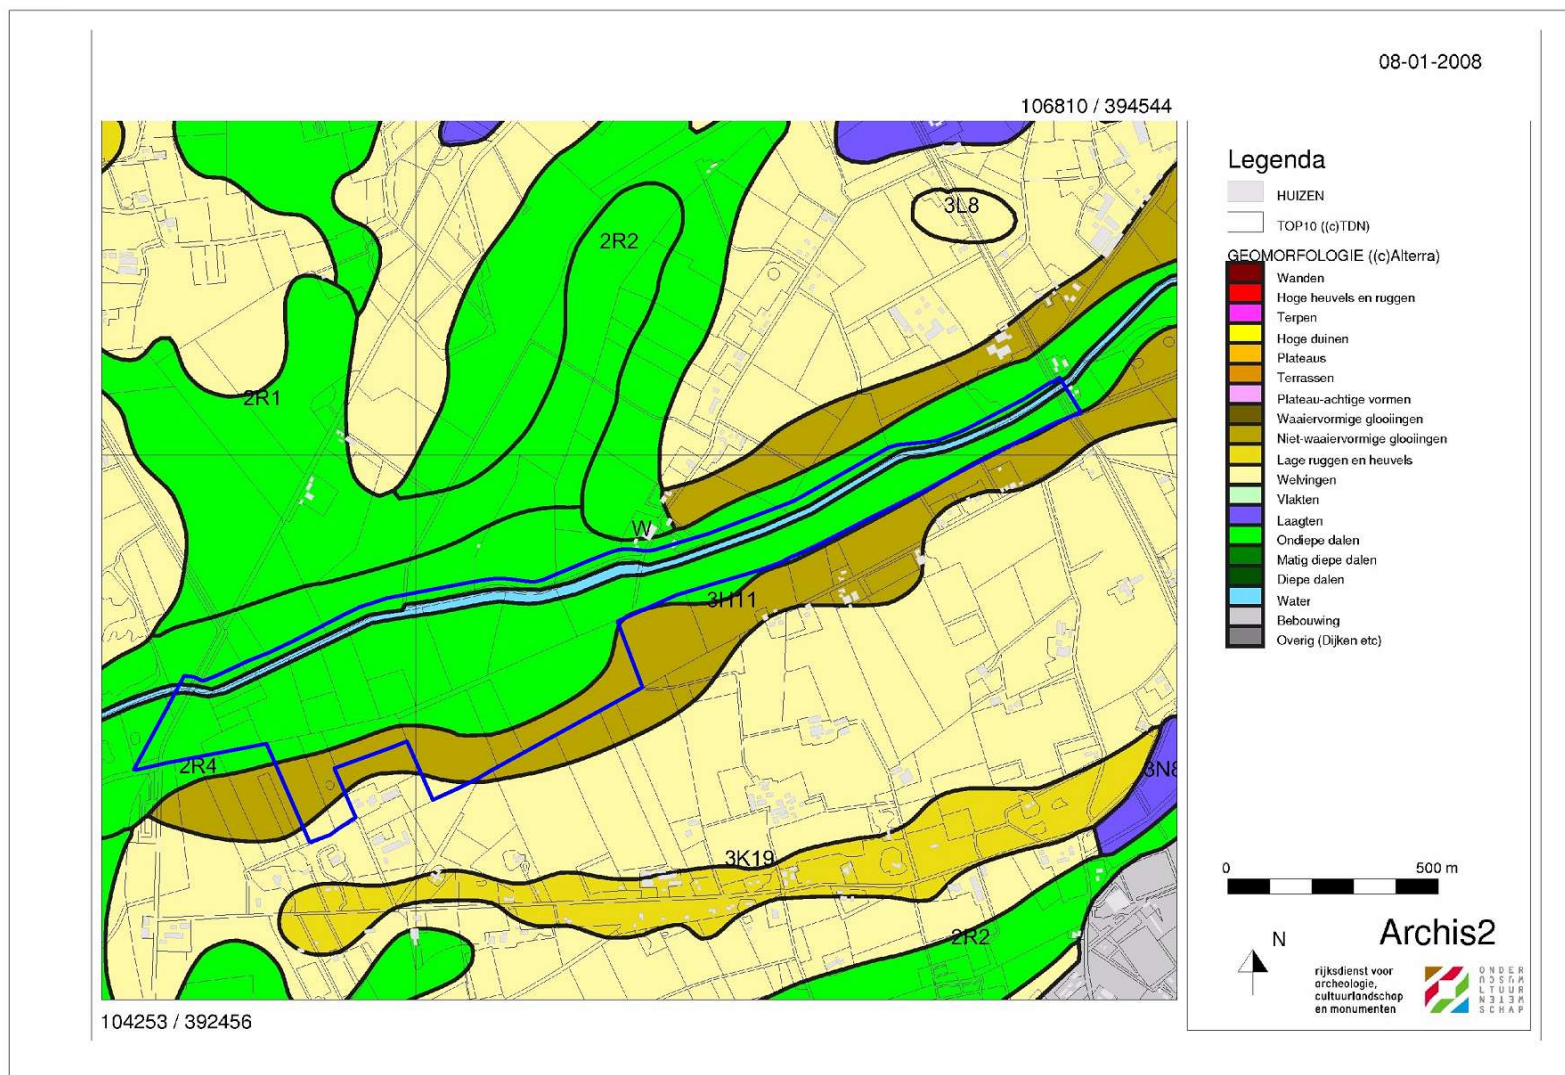 08-01-2008
106810 / 394544
3L8
2R2
2R1
W
3H11
2R4
3N8
3K19
2R2
104253 / 392456
Legenda
HUIZEN
TOP10 ((c)TDN)
GEOMORFOLOGIE ((c)Alterra)
Wanden
Hoge heuvels en ruggen
Terpen
Hoge duinen
Plateaus
Terrassen
Plateau-achtige vormen
Waaiervormige glooiingen
Niet-waaiervormige glooiingen
Lage ruggen en heuvels
Welvingen
Vlakten
Laagten
Ondiepe dalen
Matig diepe dalen
Diepe dalen
Water
Bebouwing
Overig (Dijken etc)
0 500 m
N
Archis2
rijksdienst voor
archeologie,
cultuurlandschap
en monumenten
ONDER
LTUUR
SCHAP